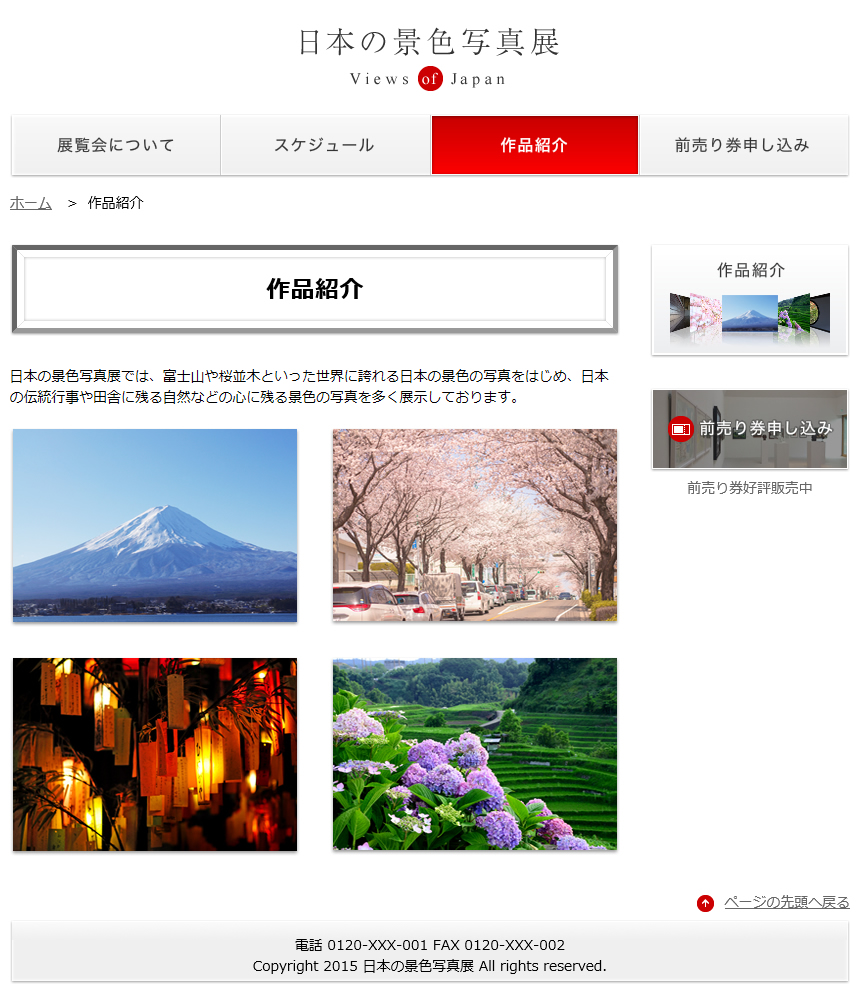 日本の景色写真展
Views of Japan
展覧会について
スケジュール
作品紹介
前売り券申し込み
ホーム > 作品紹介
作品紹介
日本の景色写真展では、富士山や桜並木といった世界に誇れる日本の景色の写真をはじめ、日本
の伝統行事や田舎に残る自然などの心に残る景色の写真を多く展示しております。
作品紹介
前売り券申し込み
前売り券好評販売中
ページの先頭へ戻る
電話 0120-XXX-001 FAX 0120-XXX-002
Copyright 2015 日本の景色写真展 All rights reserved.